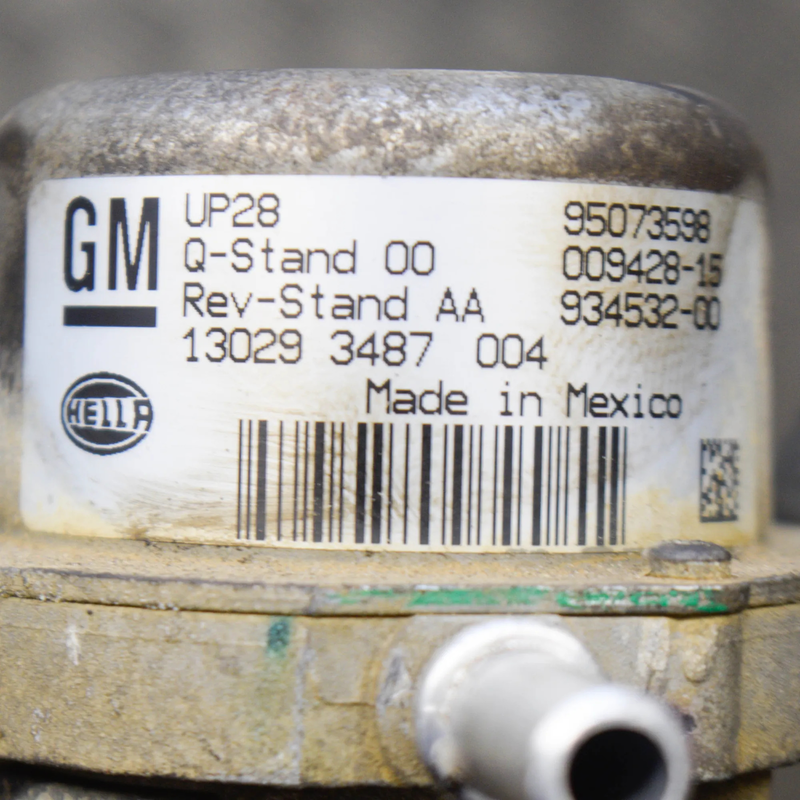 GM UP28 95073598
Q-Stand 00 009428-15
Rev-Stand AA 934532-00
13029 3487 004
Made in Mexico
HELLA